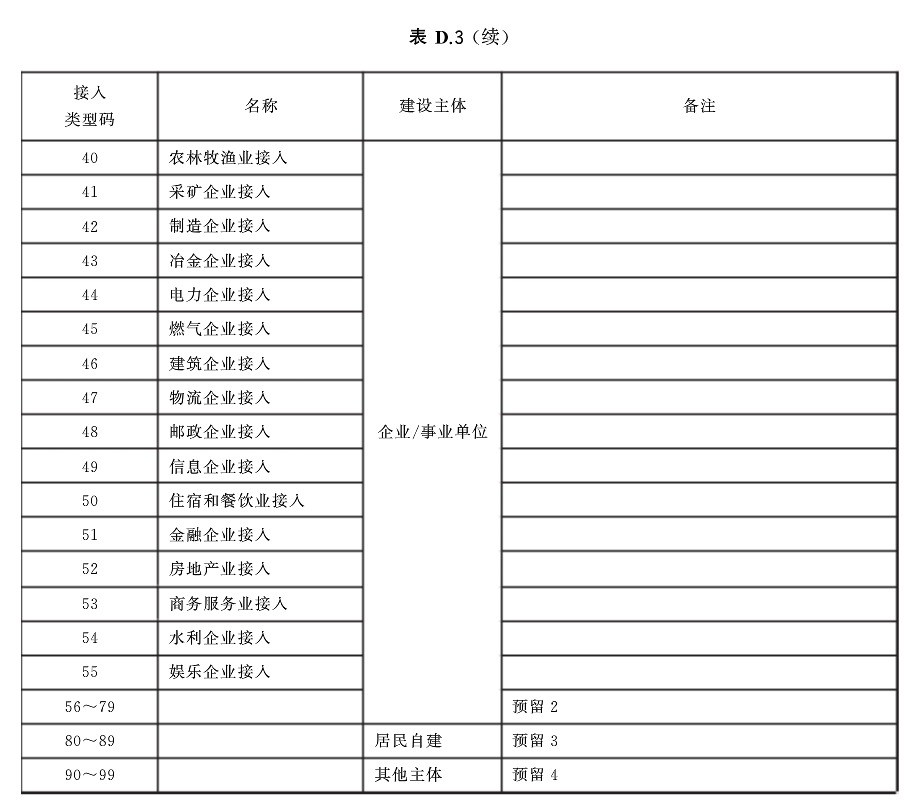 表 D.3（续）
接入
类型码
名称
建设主体
备注
40
农林牧渔业接入
41
采矿企业接入
42
制造企业接入
43
冶金企业接入
44
电力企业接入
45
燃气企业接入
46
建筑企业接入
47
物流企业接入
48
邮政企业接入
企业/事业单位
49
信息企业接入
50
住宿和餐饮业接入
51
金融企业接入
52
房地产业接入
53
商务服务业接入
54
水利企业接入
55
娱乐企业接入
56～79
预留 2
80～89
居民自建
预留 3
90～99
其他主体
预留 4